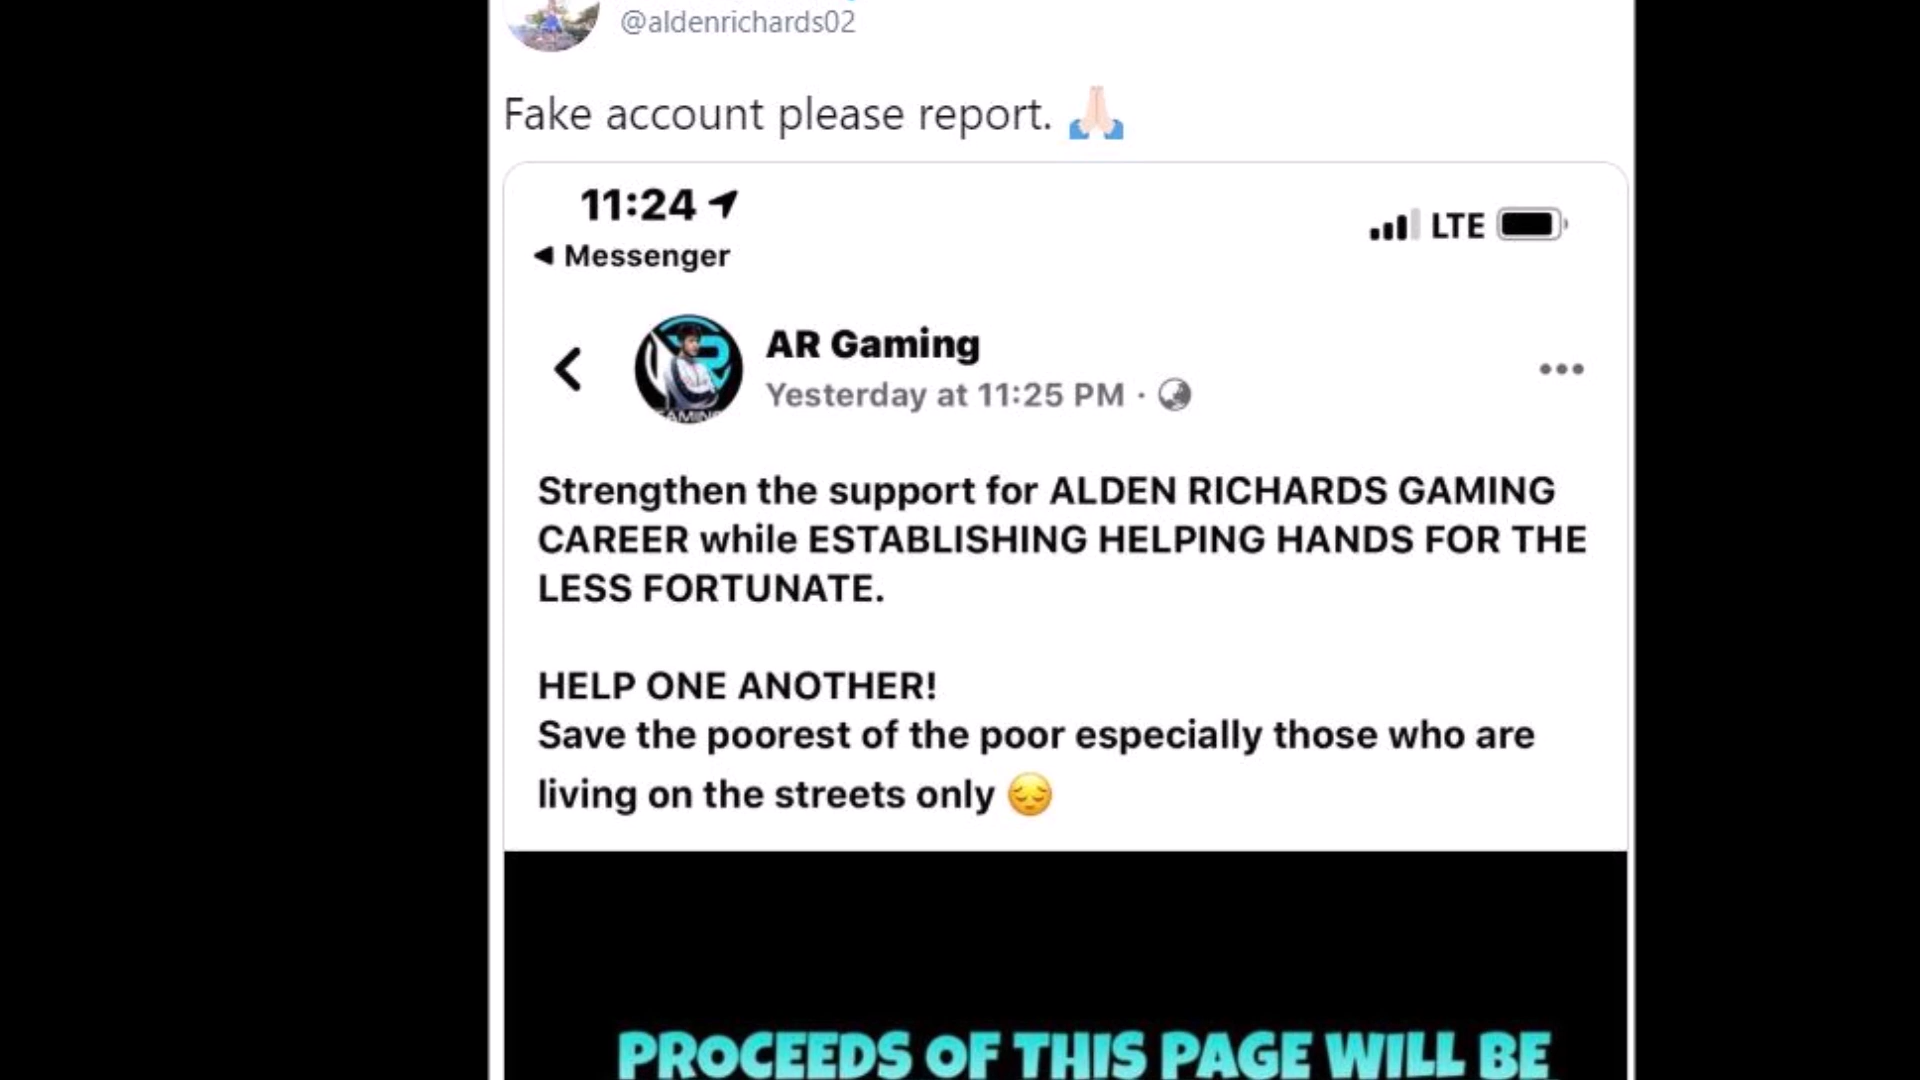 @aldenrichards02
Fake account please report. 🙏🏻
11:24
LTE
Messenger
AR Gaming
Yesterday at 11:25 PM ·
Strengthen the support for ALDEN RICHARDS GAMING
CAREER while ESTABLISHING HELPING HANDS FOR THE
LESS FORTUNATE.
HELP ONE ANOTHER!
Save the poorest of the poor especially those who are
living on the streets only 😔
PROCEEDS OF THIS PAGE WILL BE